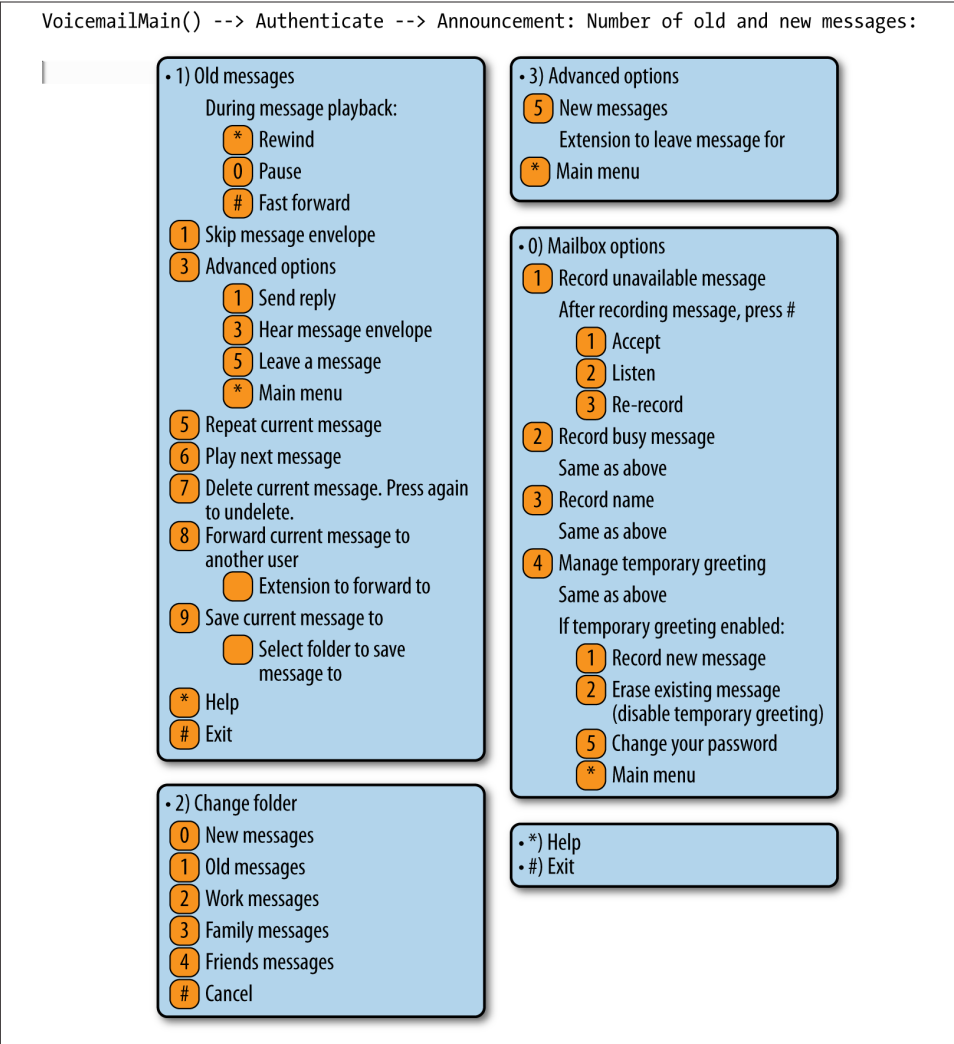 VoicemailMain() --> Authenticate --> Announcement: Number of old and new messages:
• 1) Old messages
During message playback:
* Rewind
0 Pause
# Fast forward
1 Skip message envelope
3 Advanced options
1 Send reply
3 Hear message envelope
5 Leave a message
* Main menu
5 Repeat current message
6 Play next message
7 Delete current message. Press again
to undelete.
8 Forward current message to
another user
Extension to forward to
9 Save current message to
Select folder to save
message to
* Help
# Exit
• 2) Change folder
0 New messages
1 Old messages
2 Work messages
3 Family messages
4 Friends messages
# Cancel
• 3) Advanced options
5 New messages
Extension to leave message for
* Main menu
• 0) Mailbox options
1 Record unavailable message
After recording message, press #
1 Accept
2 Listen
3 Re-record
2 Record busy message
Same as above
3 Record name
Same as above
4 Manage temporary greeting
Same as above
If temporary greeting enabled:
1 Record new message
2 Erase existing message
(disable temporary greeting)
5 Change your password
* Main menu
• *) Help
• #) Exit